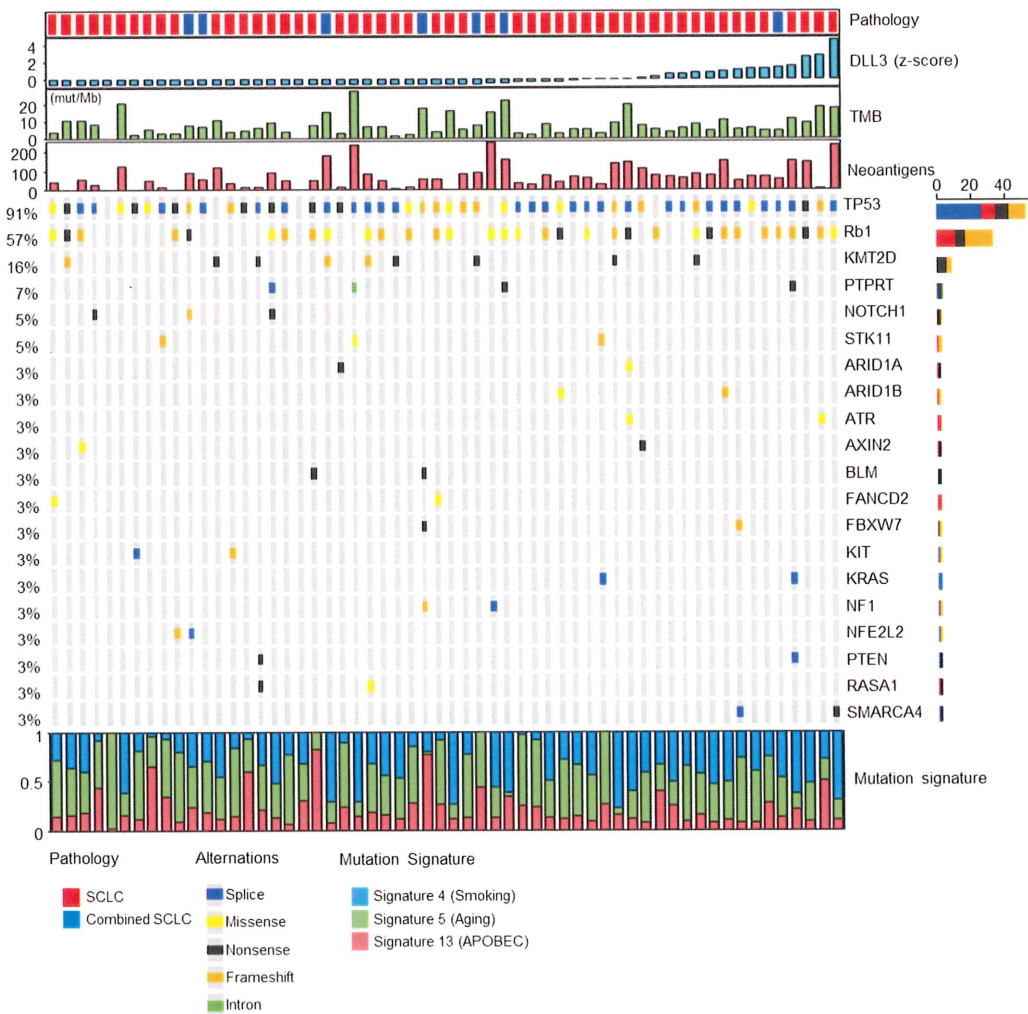 Pathology
4
2
0
DLL3 (z-score)
(mut/Mb)
20
10
0
TMB
200
100
0
Neoantigens
0 20 40
91% TP53
57% Rb1
16% KMT2D
7% PTPRT
5% NOTCH1
5% STK11
3% ARID1A
3% ARID1B
3% ATR
3% AXIN2
3% BLM
3% FANCD2
3% FBXW7
3% KIT
3% KRAS
3% NF1
3% NFE2L2
3% PTEN
3% RASA1
3% SMARCA4
1
0.5
0
Mutation signature
Pathology
SCLC
Combined SCLC
Alternations
Splice
Missense
Nonsense
Frameshift
Intron
Mutation Signature
Signature 4 (Smoking)
Signature 5 (Aging)
Signature 13 (APOBEC)